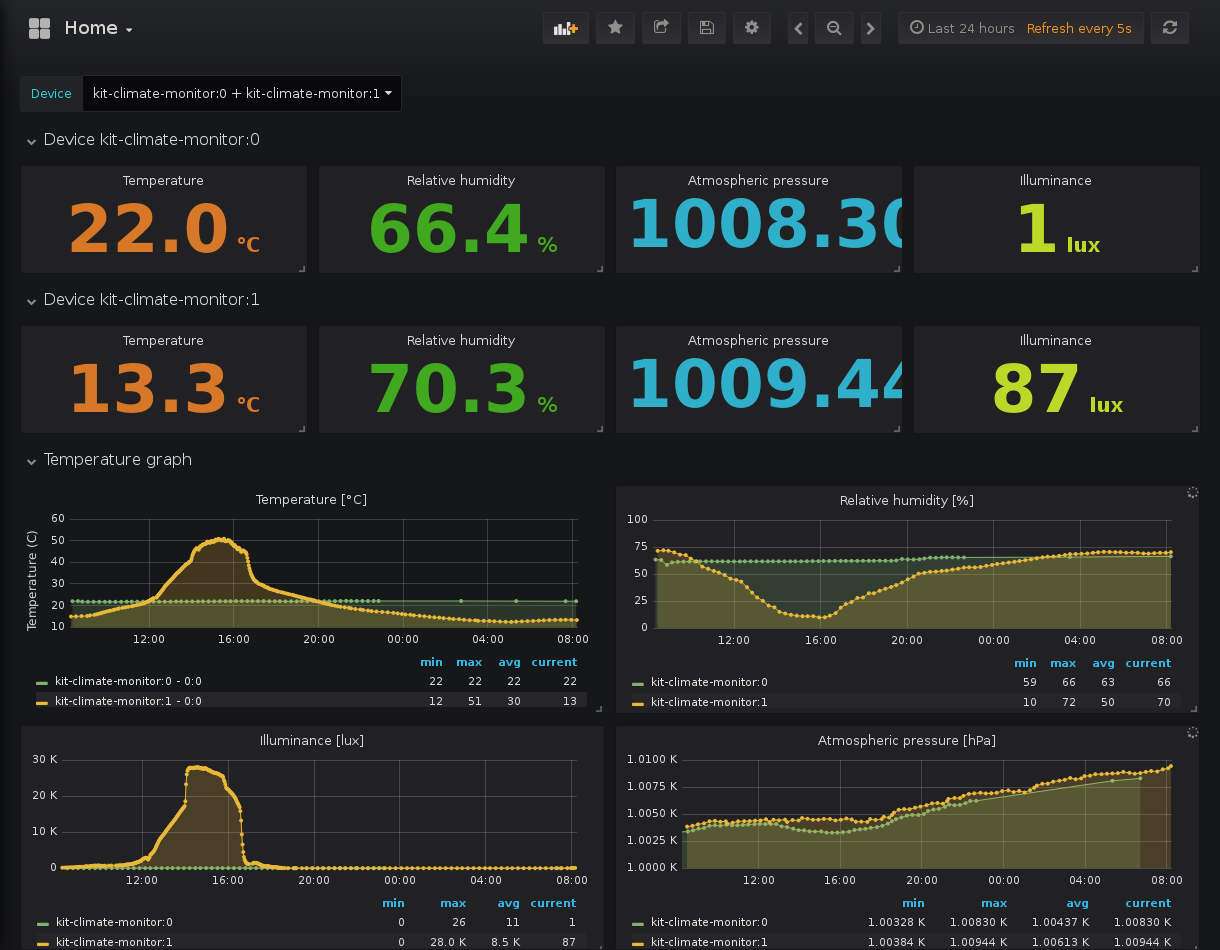 Home
Last 24 hours Refresh every 5s
Device kit-climate-monitor:0 + kit-climate-monitor:1
Device kit-climate-monitor:0
Temperature Relative humidity Atmospheric pressure Illuminance
22.0 °C 66.4 % 1008.30 1 lux
Device kit-climate-monitor:1
Temperature Relative humidity Atmospheric pressure Illuminance
13.3 °C 70.3 % 1009.44 87 lux
Temperature graph
Temperature [°C]
Temperature (C)
60
50
40
30
20
10
12:00 16:00 20:00 00:00 04:00 08:00
min max avg current
kit-climate-monitor:0 - 0:0 22 22 22 22
kit-climate-monitor:1 - 0:0 12 51 30 13
Relative humidity [%]
100
75
50
25
0
12:00 16:00 20:00 00:00 04:00 08:00
min max avg current
kit-climate-monitor:0 59 66 63 66
kit-climate-monitor:1 10 72 50 70
Illuminance [lux]
30 K
20 K
10 K
0
12:00 16:00 20:00 00:00 04:00 08:00
min max avg current
kit-climate-monitor:0 0 26 11 1
kit-climate-monitor:1 0 28.0 K 8.5 K 87
Atmospheric pressure [hPa]
1.0100 K
1.0075 K
1.0050 K
1.0025 K
1.0000 K
12:00 16:00 20:00 00:00 04:00 08:00
min max avg current
kit-climate-monitor:0 1.00328 K 1.00830 K 1.00437 K 1.00830 K
kit-climate-monitor:1 1.00384 K 1.00944 K 1.00613 K 1.00944 K